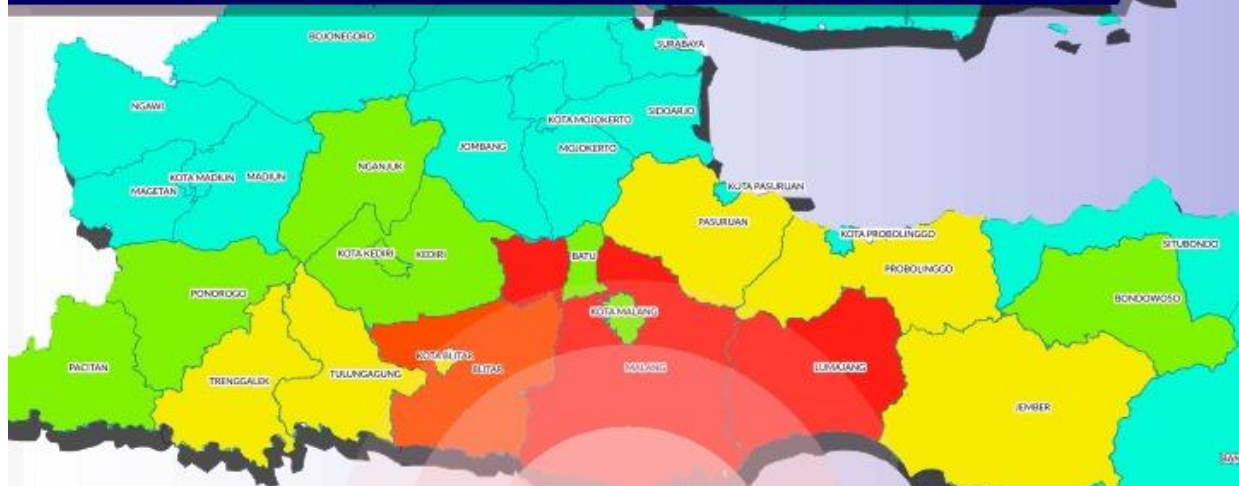 BOJONEGORO
SURABAYA
NGAWI
SIDOARJO
KOTA MOJOKERTO
JOMBANG
MOJOKERTO
NGANJUK
KOTA MADIUN
MADIUN
MAGETAN
KOTA PASURUAN
PASURUAN
KOTA PROBOLINGGO
SITUBONDO
KOTA KEDIRI
KEDIRI
BATU
PROBOLINGGO
PONOROGO
BONDOWOSO
KOTA MALANG
KOTA BLITAR
PACITAN
TRENGGALEK
TULUNGAGUNG
BLITAR
MALANG
LUMAJANG
JEMBER